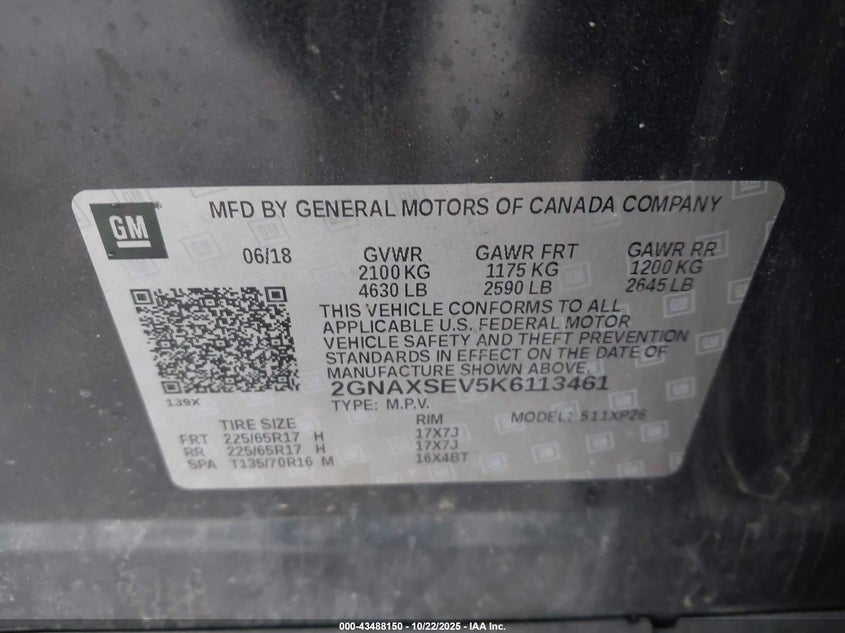 GM
MFD BY GENERAL MOTORS OF CANADA COMPANY
06/18 GVWR GAWR FRT GAWR RR
2100 KG 1175 KG 1200 KG
4630 LB 2590 LB 2645 LB
THIS VEHICLE CONFORMS TO ALL
APPLICABLE U.S. FEDERAL MOTOR
VEHICLE SAFETY AND THEFT PREVENTION
STANDARDS IN EFFECT ON THE DATE OF
MANUFACTURE SHOWN ABOVE.
139X
2GNAXSEV5K6113461
TYPE: M.P.V.
TIRE SIZE RIM MODEL: 511XP26
FRT 225/65R17 H 17X7J
RR 225/65R17 H 17X7J
SPA T135/70R16 M 16X4BT
000-43488150 - 10/22/2025 - IAA Inc.